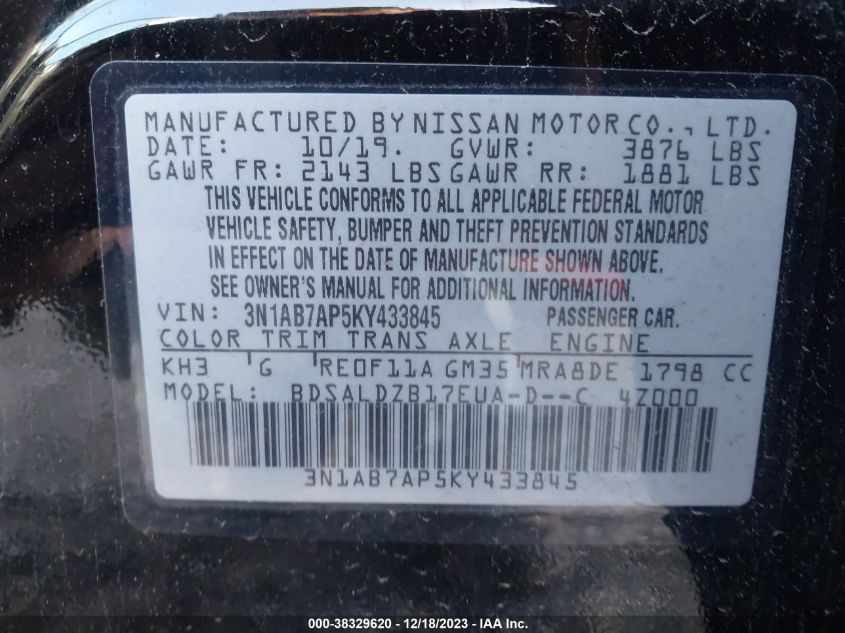 MANUFACTURED BY NISSAN MOTOR CO., LTD.
DATE: 10/19. GVWR: 3876 LBS
GAWR FR: 2143 LBS GAWR RR: 1881 LBS
THIS VEHICLE CONFORMS TO ALL APPLICABLE FEDERAL MOTOR
VEHICLE SAFETY, BUMPER AND THEFT PREVENTION STANDARDS
IN EFFECT ON THE DATE OF MANUFACTURE SHOWN ABOVE.
SEE OWNER'S MANUAL FOR ADDITIONAL INFORMATION.
VIN: 3N1AB7AP5KY433845 PASSENGER CAR.
COLOR TRIM TRANS AXLE ENGINE
KH3 G RE0F11A GM35 MRA8DE 1798 CC
MODEL: BDSALDZB17EUA-D--C 4Z000
3N1AB7AP5KY433845
000-38329620 - 12/18/2023 - IAA Inc.